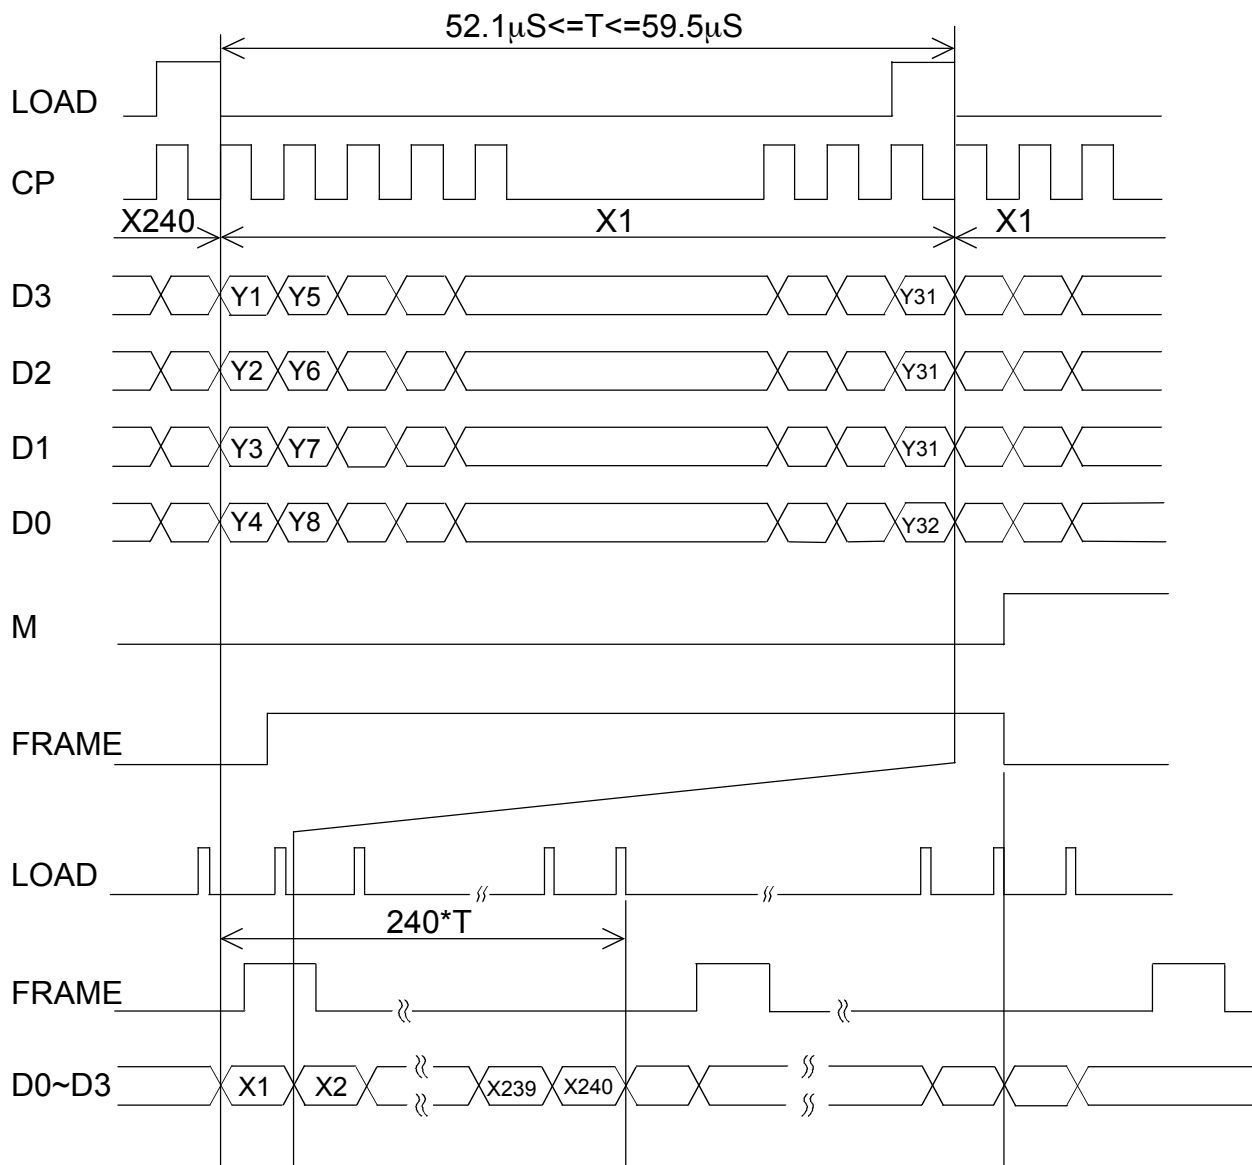 52.1μS<=T<=59.5μS
LOAD
CP
X240 X1 X1
D3 Y1 Y5 Y31
D2 Y2 Y6 Y31
D1 Y3 Y7 Y31
D0 Y4 Y8 Y32
M
FRAME
LOAD
240*T
FRAME
D0~D3 X1 X2 X239 X240